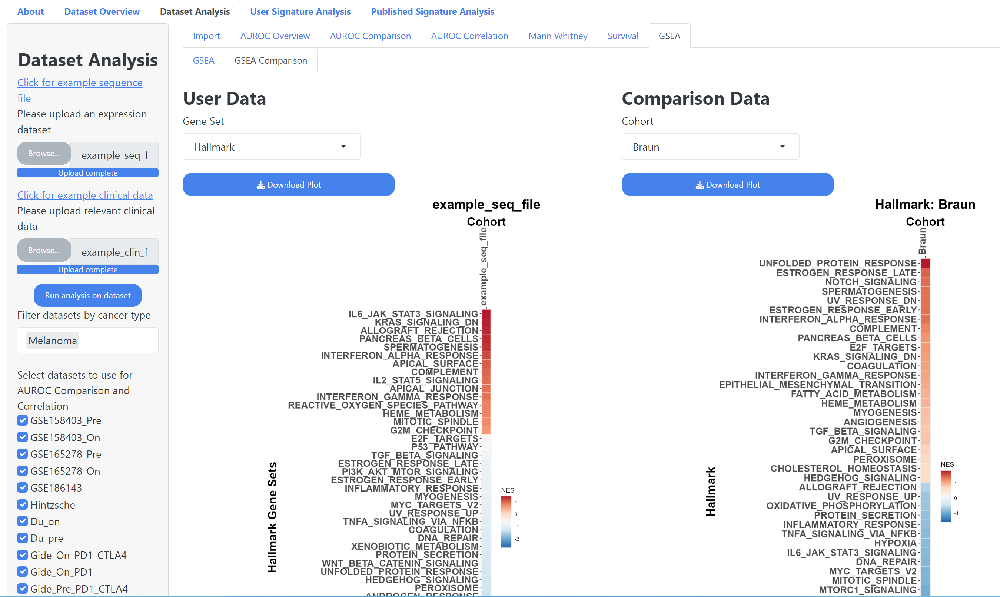 About
Dataset Overview
Dataset Analysis
User Signature Analysis
Published Signature Analysis
Import
AUROC Overview
AUROC Comparison
AUROC Correlation
Mann Whitney
Survival
GSEA
GSEA
GSEA Comparison
Dataset Analysis
Click for example sequence
file
Please upload an expression
dataset
Browse...
example_seq_f
Upload complete
Click for example clinical data
Please upload relevant clinical
data
Browse...
example_clin_f
Upload complete
Run analysis on dataset
Filter datasets by cancer type
Melanoma
Select datasets to use for
AUROC Comparison and
Correlation
GSE158403_Pre
GSE158403_On
GSE165278_Pre
GSE165278_On
GSE186143
Hintzsche
Du_on
Du_pre
Gide_On_PD1_CTLA4
Gide_On_PD1
Gide_Pre_PD1_CTLA4
User Data
Gene Set
Hallmark
Download Plot
example_seq_file
Cohort
example_seq_file
IL6_JAK_STAT3_SIGNALING
KRAS_SIGNALING_DN
ALLOGRAFT_REJECTION
PANCREAS_BETA_CELLS
SPERMATOGENESIS
INTERFERON_ALPHA_RESPONSE
APICAL_SURFACE
COMPLEMENT
IL2_STAT5_SIGNALING
APICAL_JUNCTION
INTERFERON_GAMMA_RESPONSE
REACTIVE_OXYGEN_SPECIES_PATHWAY
HEME_METABOLISM
MITOTIC_SPINDLE
G2M_CHECKPOINT
E2F_TARGETS
P53_PATHWAY
TGF_BETA_SIGNALING
ESTROGEN_RESPONSE_LATE
PI3K_AKT_MTOR_SIGNALING
ESTROGEN_RESPONSE_EARLY
INFLAMMATORY_RESPONSE
MYOGENESIS
MYC_TARGETS_V2
UV_RESPONSE_UP
TNFA_SIGNALING_VIA_NFKB
COAGULATION
DNA_REPAIR
XENOBIOTIC_METABOLISM
PROTEIN_SECRETION
WNT_BETA_CATENIN_SIGNALING
UNFOLDED_PROTEIN_RESPONSE
HEDGEHOG_SIGNALING
PEROXISOME
ANDROGEN_RESPONSE
Hallmark Gene Sets
NES
1
0
-1
-2
Comparison Data
Cohort
Braun
Download Plot
Hallmark: Braun
Cohort
Braun
UNFOLDED_PROTEIN_RESPONSE
ESTROGEN_RESPONSE_LATE
NOTCH_SIGNALING
SPERMATOGENESIS
UV_RESPONSE_DN
ESTROGEN_RESPONSE_EARLY
INTERFERON_ALPHA_RESPONSE
COMPLEMENT
PANCREAS_BETA_CELLS
E2F_TARGETS
KRAS_SIGNALING_DN
COAGULATION
INTERFERON_GAMMA_RESPONSE
EPITHELIAL_MESENCHYMAL_TRANSITION
FATTY_ACID_METABOLISM
HEME_METABOLISM
MYOGENESIS
ANGIOGENESIS
TGF_BETA_SIGNALING
G2M_CHECKPOINT
APICAL_SURFACE
PEROXISOME
CHOLESTEROL_HOMEOSTASIS
HEDGEHOG_SIGNALING
ALLOGRAFT_REJECTION
UV_RESPONSE_UP
OXIDATIVE_PHOSPHORYLATION
PROTEIN_SECRETION
INFLAMMATORY_RESPONSE
TNFA_SIGNALING_VIA_NFKB
HYPOXIA
IL6_JAK_STAT3_SIGNALING
DNA_REPAIR
MYC_TARGETS_V2
MITOTIC_SPINDLE
MTORC1_SIGNALING
Hallmark
NES
1
0
-1